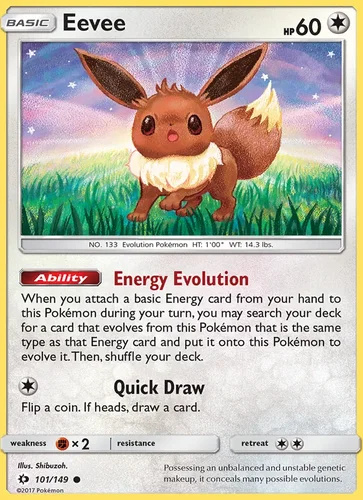 BASIC Eevee HP 60
NO. 133 Evolution Pokémon HT: 1'00" WT: 14.3 lbs.
Ability Energy Evolution
When you attach a basic Energy card from your hand to
this Pokémon during your turn, you may search your deck
for a card that evolves from this Pokémon that is the same
type as that Energy card and put it onto this Pokémon to
evolve it. Then, shuffle your deck.
Quick Draw
Flip a coin. If heads, draw a card.
weakness ×2 resistance retreat
Illus. Shibuzoh.
101/149
©2017 Pokémon
Possessing an unbalanced and unstable genetic
makeup, it conceals many possible evolutions.